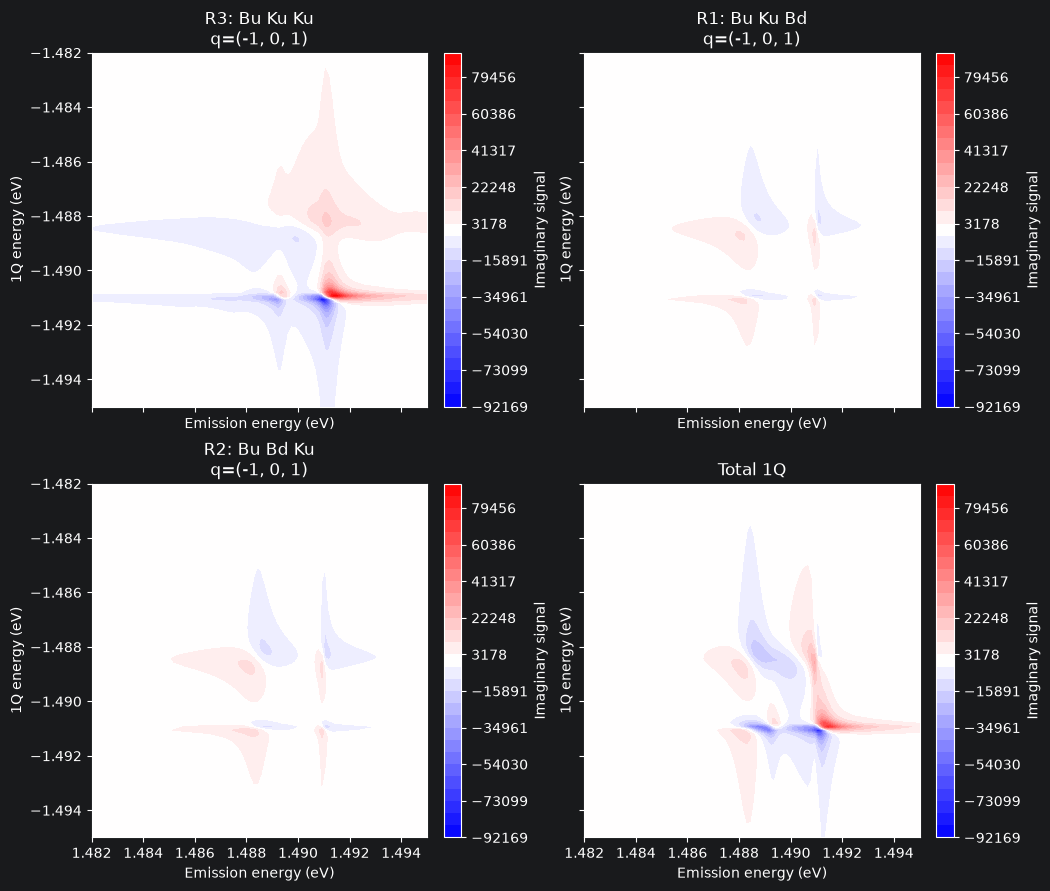 R3: Bu Ku Ku
q=(-1, 0, 1)
R1: Bu Ku Bd
q=(-1, 0, 1)
−1.482
−1.484
−1.486
−1.488
−1.490
−1.492
−1.494
1Q energy (eV)
Emission energy (eV)
79456
60386
41317
22248
3178
−15891
−34961
−54030
−73099
−92169
Imaginary signal
1Q energy (eV)
Emission energy (eV)
79456
60386
41317
22248
3178
−15891
−34961
−54030
−73099
−92169
Imaginary signal
R2: Bu Bd Ku
q=(-1, 0, 1)
Total 1Q
−1.482
−1.484
−1.486
−1.488
−1.490
−1.492
−1.494
1Q energy (eV)
1.482 1.484 1.486 1.488 1.490 1.492 1.494
Emission energy (eV)
79456
60386
41317
22248
3178
−15891
−34961
−54030
−73099
−92169
Imaginary signal
1Q energy (eV)
1.482 1.484 1.486 1.488 1.490 1.492 1.494
Emission energy (eV)
79456
60386
41317
22248
3178
−15891
−34961
−54030
−73099
−92169
Imaginary signal